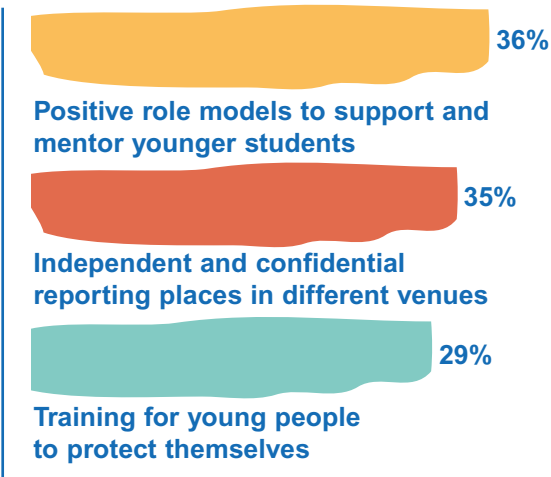 36%
Positive role models to support and
mentor younger students
35%
Independent and confidential
reporting places in different venues
29%
Training for young people
to protect themselves